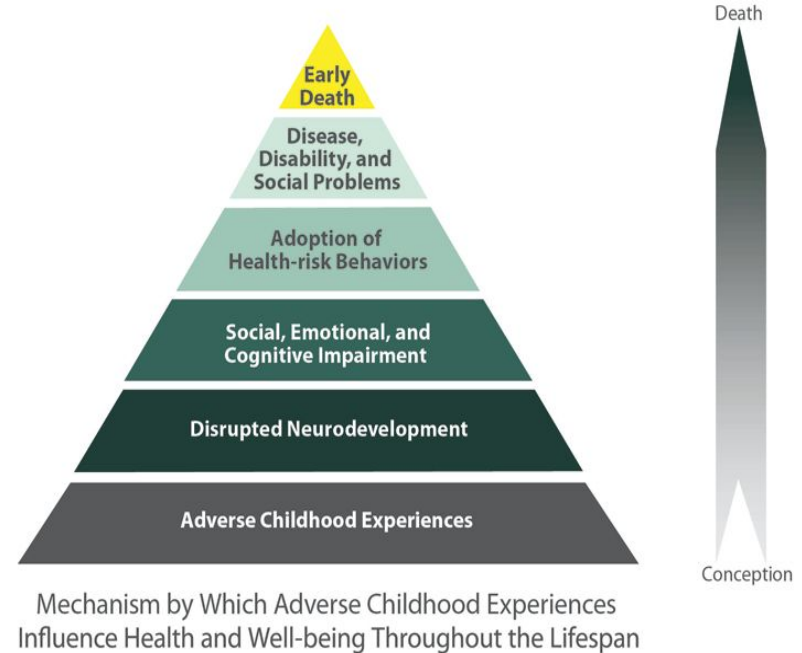 Death
Early
Death
Disease,
Disability, and
Social Problems
Adoption of
Health-risk Behaviors
Social, Emotional, and
Cognitive Impairment
Disrupted Neurodevelopment
Adverse Childhood Experiences
Conception
Mechanism by Which Adverse Childhood Experiences
Influence Health and Well-being Throughout the Lifespan